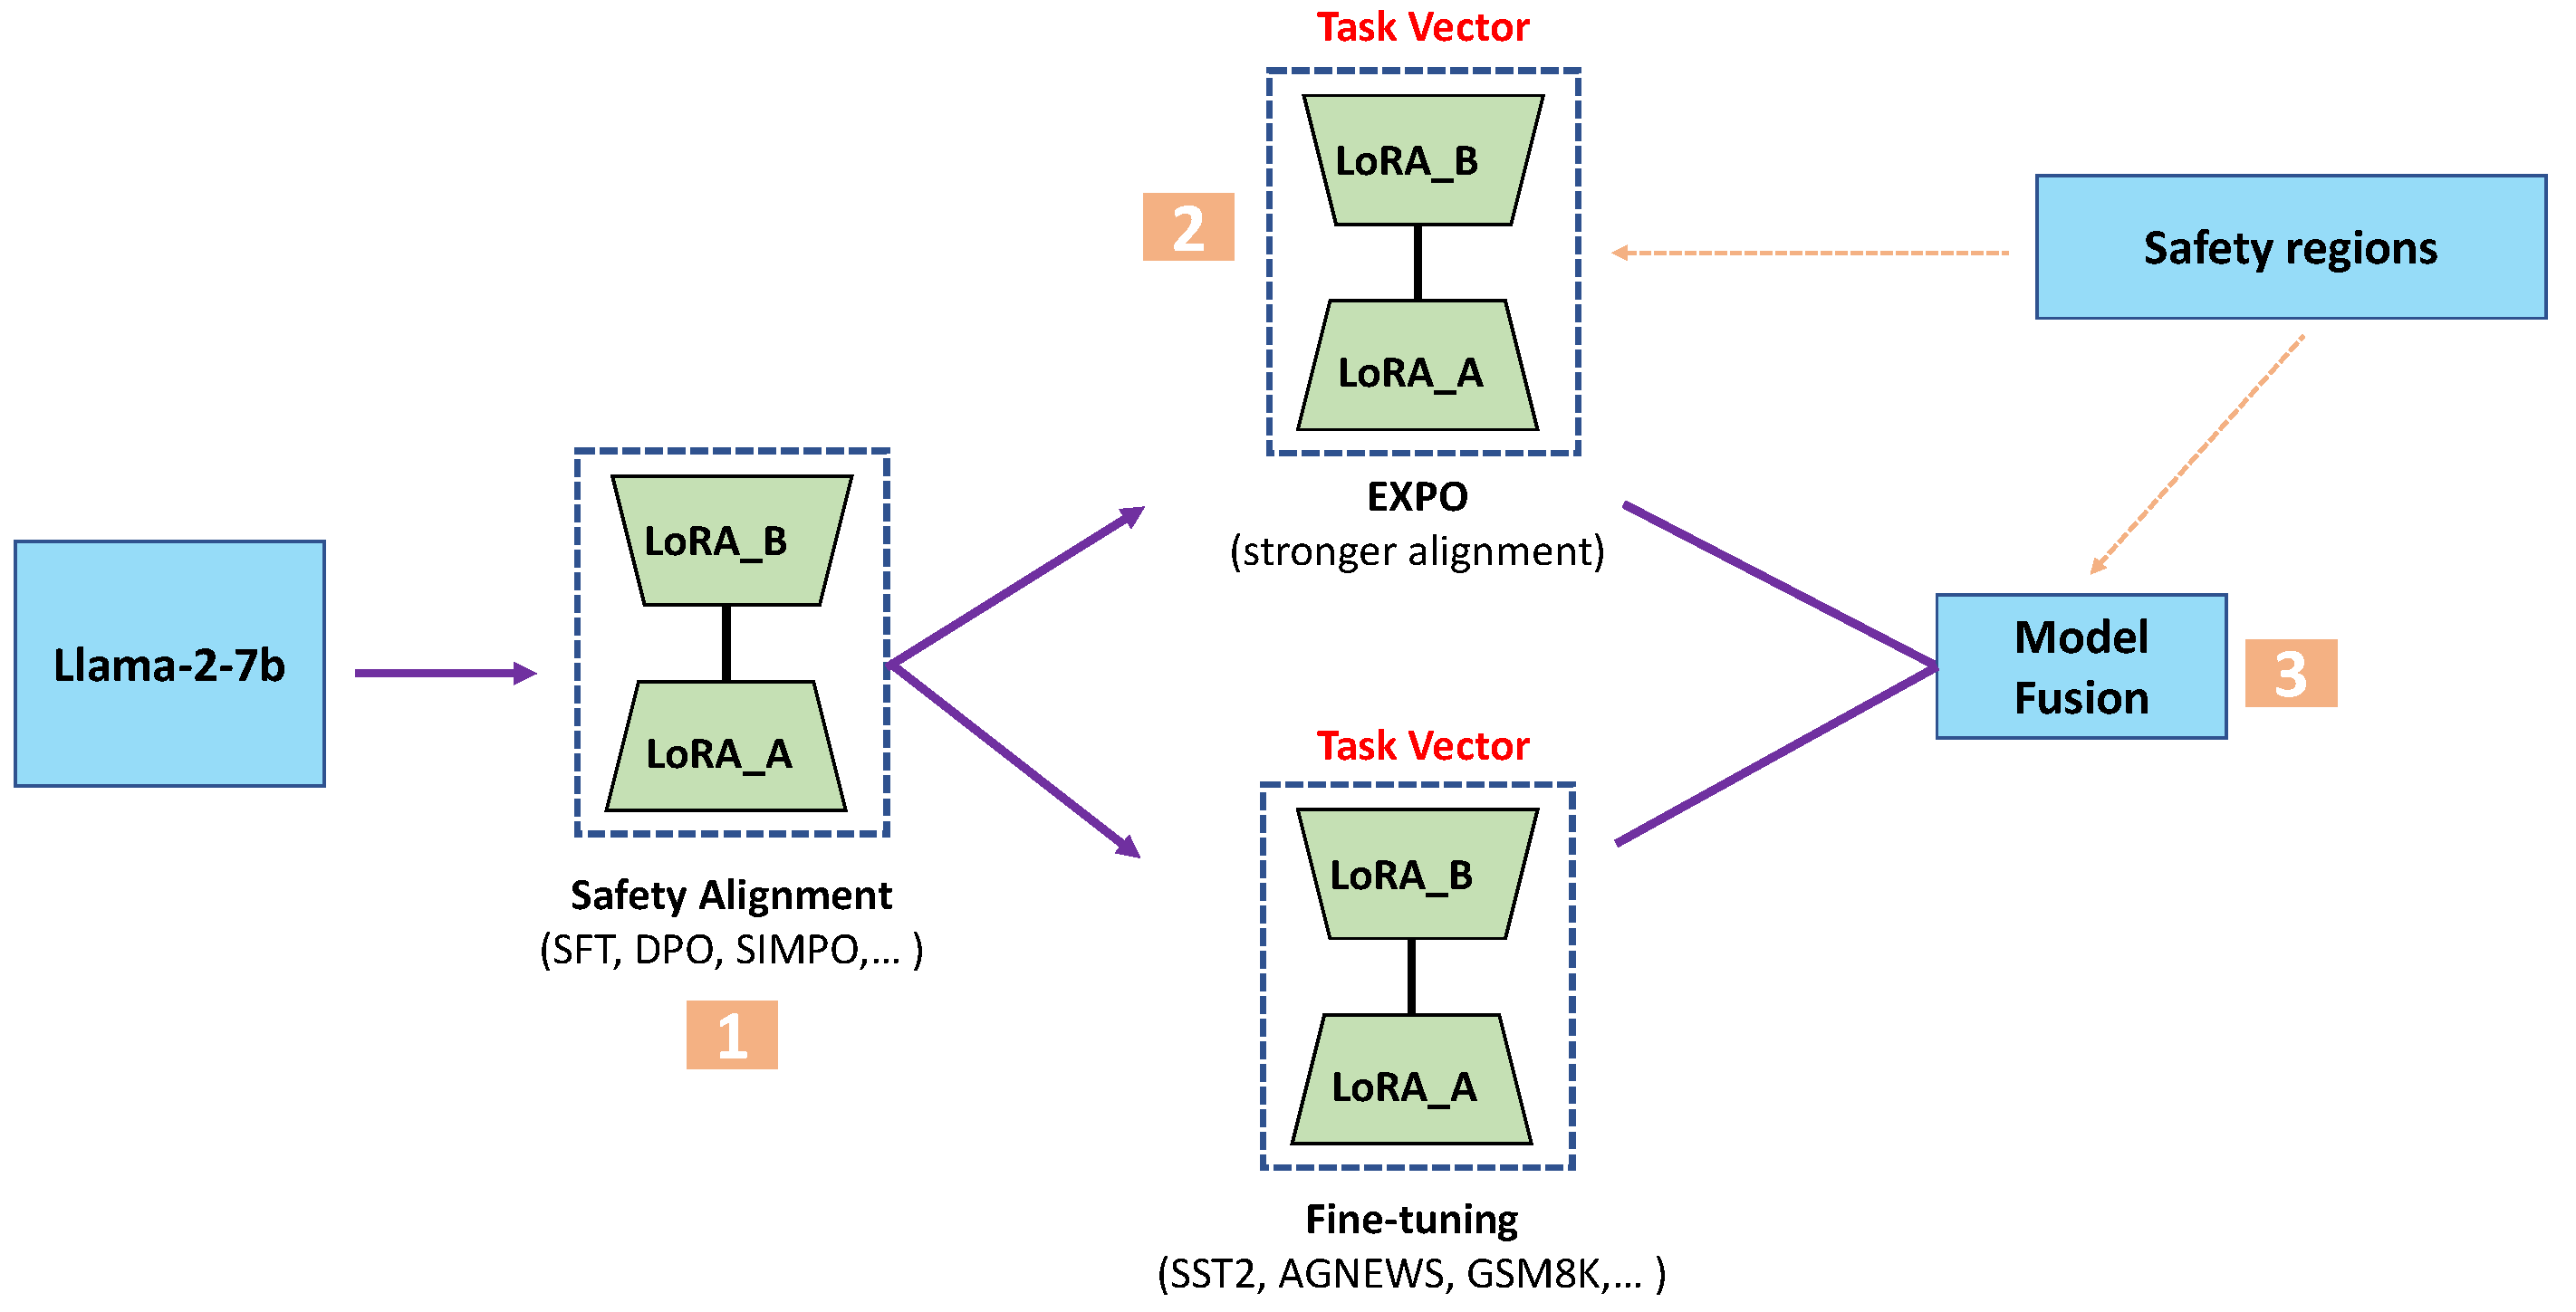 Llama-2-7b
LoRA_B
LoRA_A
Safety Alignment
(SFT, DPO, SIMPO,... )
1
Task Vector
2
LoRA_B
LoRA_A
EXPO
(stronger alignment)
Task Vector
LoRA_B
LoRA_A
Fine-tuning
(SST2, AGNEWS, GSM8K,... )
Safety regions
Model
Fusion
3